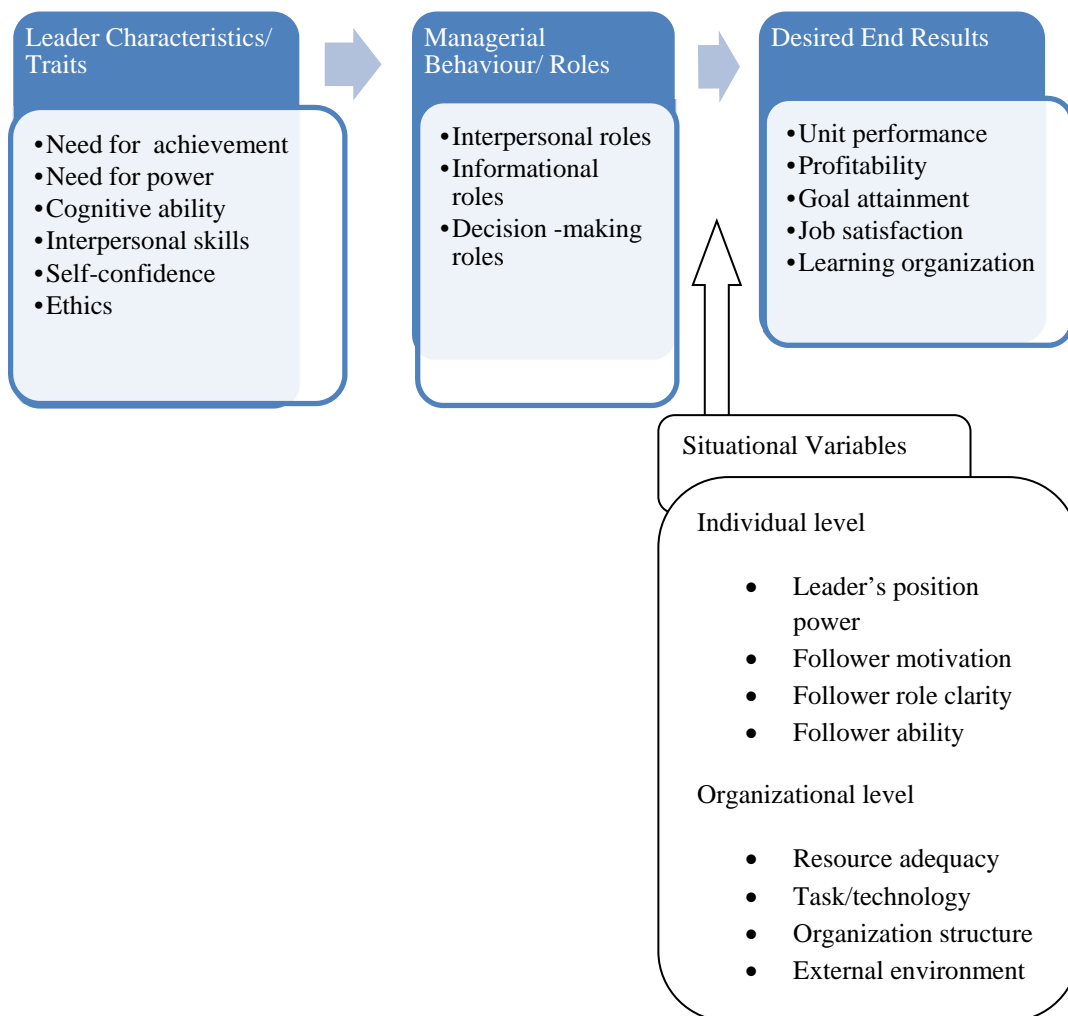 Leader Characteristics/
Traits
•Need for  achievement
•Need for power
•Cognitive ability
•Interpersonal skills
•Self-confidence
•Ethics
Managerial
Behaviour/ Roles
•Interpersonal roles
•Informational
roles
•Decision -making
roles
Desired End Results
•Unit performance
•Profitability
•Goal attainment
•Job satisfaction
•Learning organization
Situational Variables
Individual level
• Leader’s position
power
• Follower motivation
• Follower role clarity
• Follower ability
Organizational level
• Resource adequacy
• Task/technology
• Organization structure
• External environment